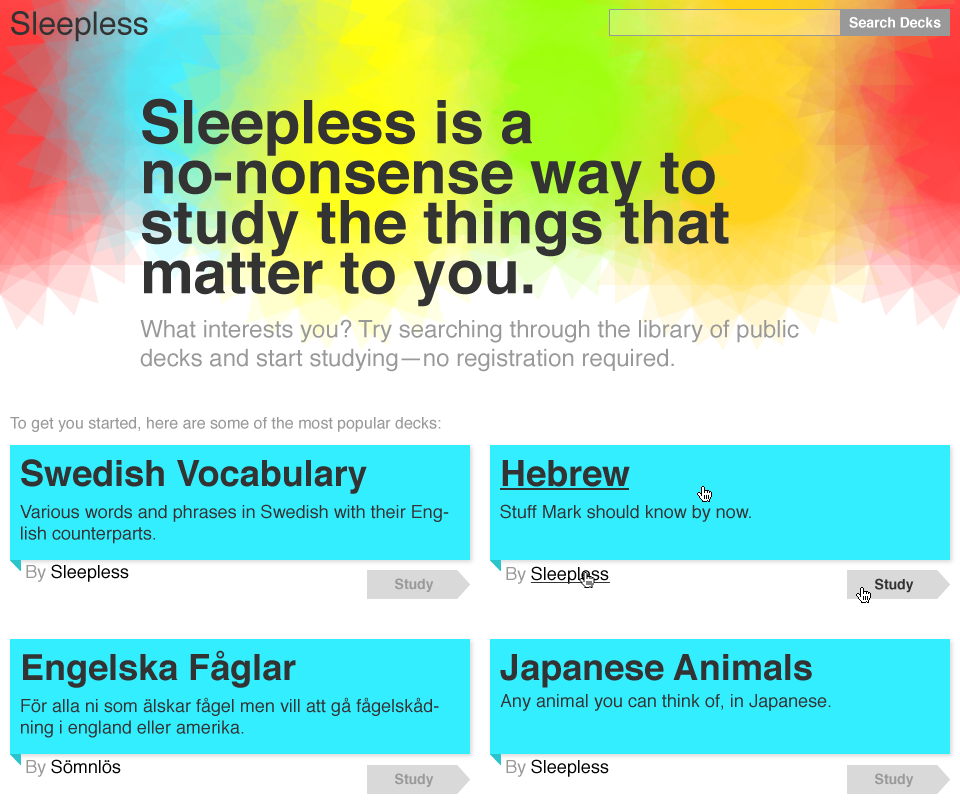 Sleepless
Search Decks
Sleepless is a
no-nonsense way to
study the things that
matter to you.
What interests you? Try searching through the library of public
decks and start studying—no registration required.
To get you started, here are some of the most popular decks:
Swedish Vocabulary
Various words and phrases in Swedish with their Eng-
lish counterparts.
By Sleepless
Study
Hebrew
Stuff Mark should know by now.
By Sleepless
Study
Engelska Fåglar
För alla ni som älskar fågel men vill att gå fågelskåd-
ning i england eller amerika.
By Sömnlös
Study
Japanese Animals
Any animal you can think of, in Japanese.
By Sleepless
Study